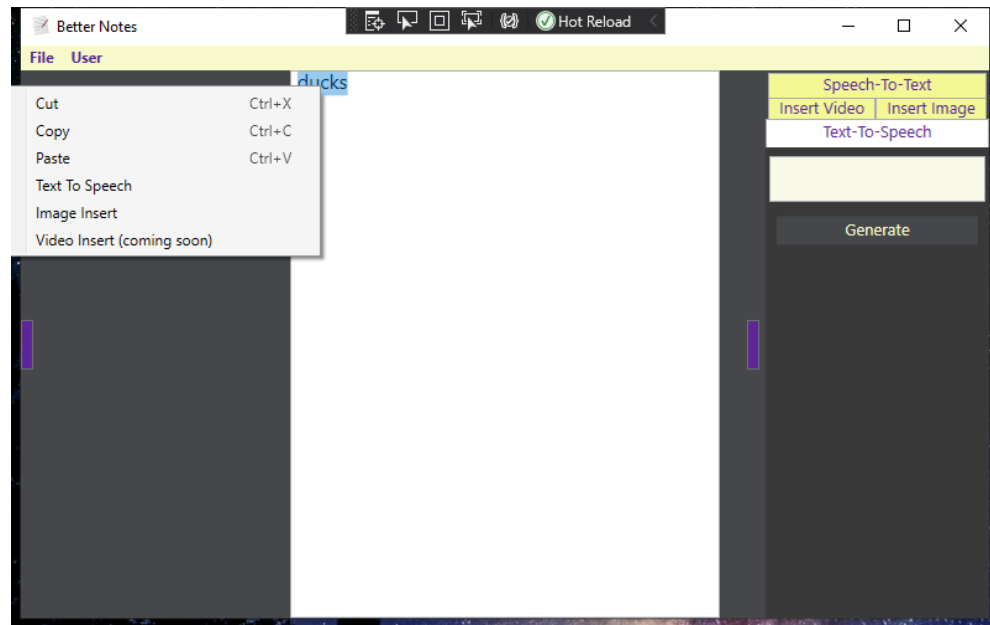 Better Notes
Hot Reload
File User
ducks
Cut Ctrl+X
Copy Ctrl+C
Paste Ctrl+V
Text To Speech
Image Insert
Video Insert (coming soon)
Speech-To-Text
Insert Video Insert Image
Text-To-Speech
Generate